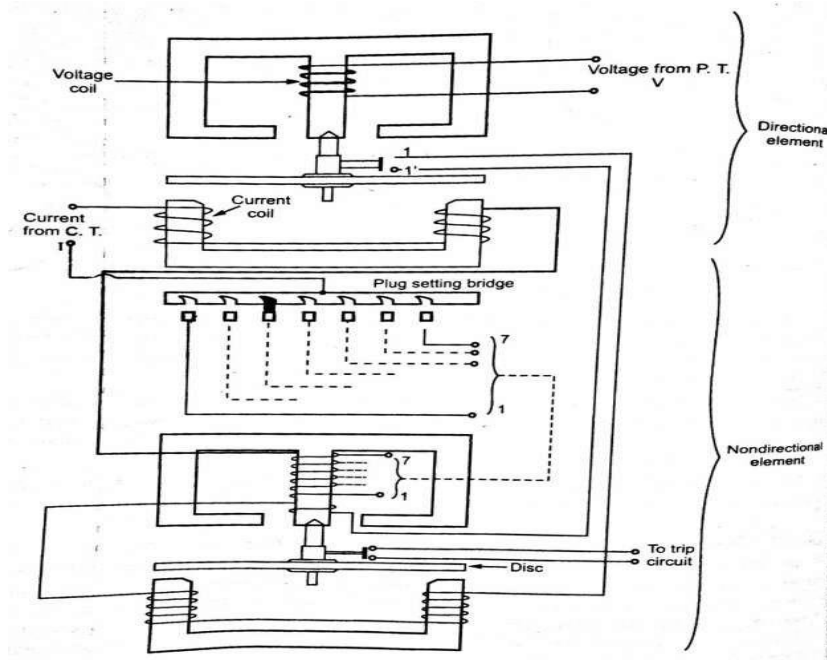 Voltage
coil
Voltage from P. T.
V
Directional
element
1
1'
Current
coil
Current
from C. T.
I
Plug setting bridge
7
1
7
1
Nondirectional
element
To trip
circuit
Disc